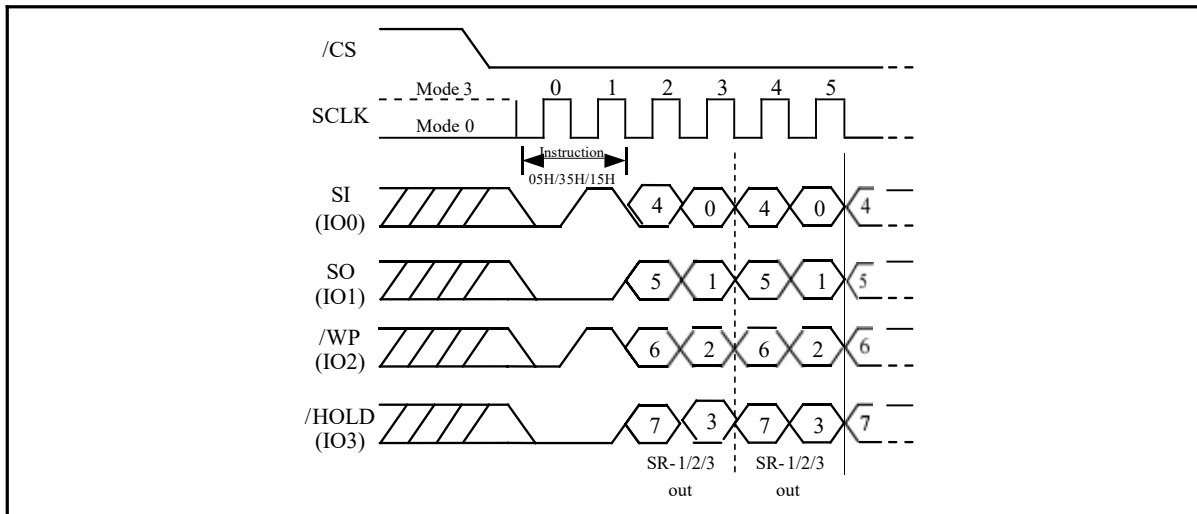 /CS
Mode 3 0 1 2 3 4 5
SCLK
Mode 0
Instruction
05H/35H/15H
SI
(IO0) 4 0 4 0 4
SO
(IO1) 5 1 5 1 5
/WP
(IO2) 6 2 6 2 6
/HOLD
(IO3) 7 3 7 3 7
SR-1/2/3 SR-1/2/3
out out